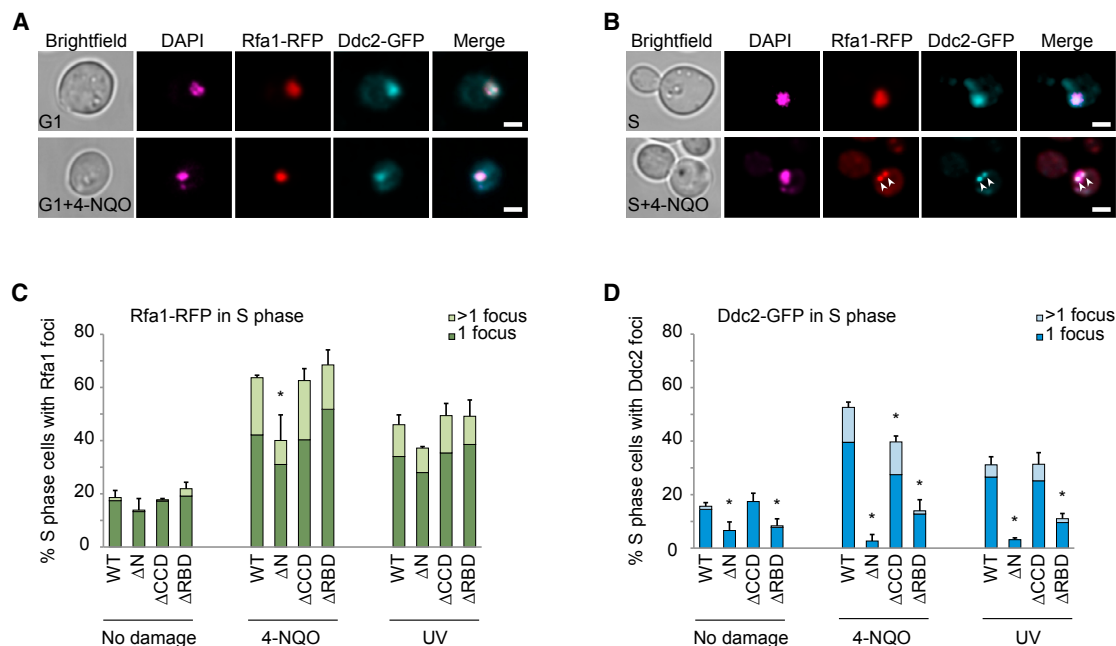 A
Brightfield DAPI Rfa1-RFP Ddc2-GFP Merge
G1
G1+4-NQO
B
Brightfield DAPI Rfa1-RFP Ddc2-GFP Merge
S
S+4-NQO
C
Rfa1-RFP in S phase
>1 focus
1 focus
% S phase cells with Rfa1 foci
80
60
40
20
0
WT ΔN ΔCCD ΔRBD WT ΔN ΔCCD ΔRBD WT ΔN ΔCCD ΔRBD
*
No damage 4-NQO UV
D
Ddc2-GFP in S phase
>1 focus
1 focus
% S phase cells with Ddc2 foci
80
60
40
20
0
* * * * * * *
WT ΔN ΔCCD ΔRBD WT ΔN ΔCCD ΔRBD WT ΔN ΔCCD ΔRBD
No damage 4-NQO UV